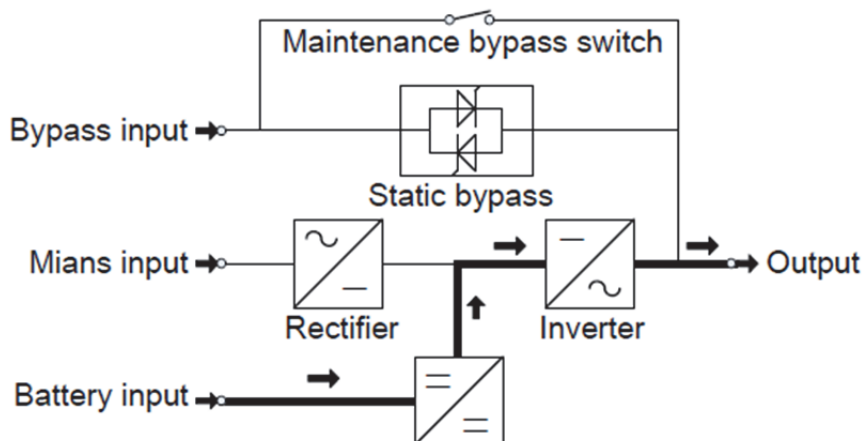 Maintenance bypass switch
Bypass input
Static bypass
Mians input
Output
Rectifier
Inverter
Battery input